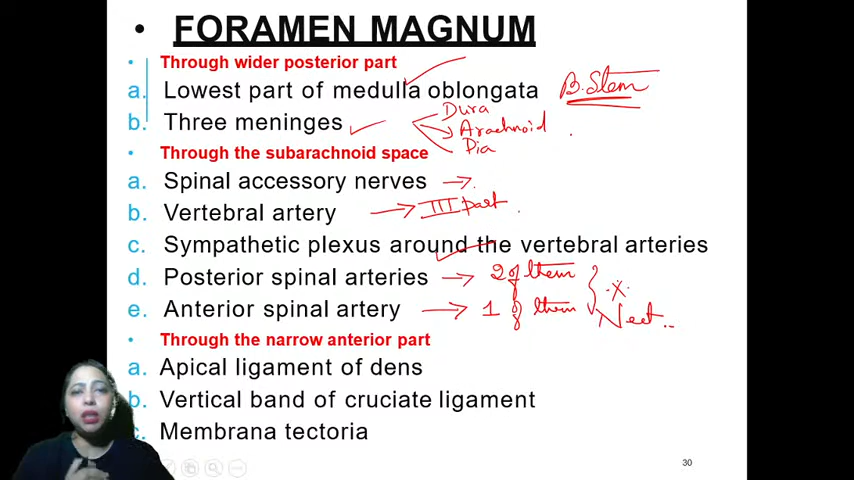 • FORAMEN MAGNUM
• Through wider posterior part
a. Lowest part of medulla oblongata B. Stem
b. Three meninges Dura
Arachnoid
Pia
• Through the subarachnoid space
a. Spinal accessory nerves
b. Vertebral artery III part
c. Sympathetic plexus around the vertebral arteries
d. Posterior spinal arteries 2 of them
e. Anterior spinal artery 1 of them Neet..
• Through the narrow anterior part
a. Apical ligament of dens
b. Vertical band of cruciate ligament
c. Membrana tectoria
30